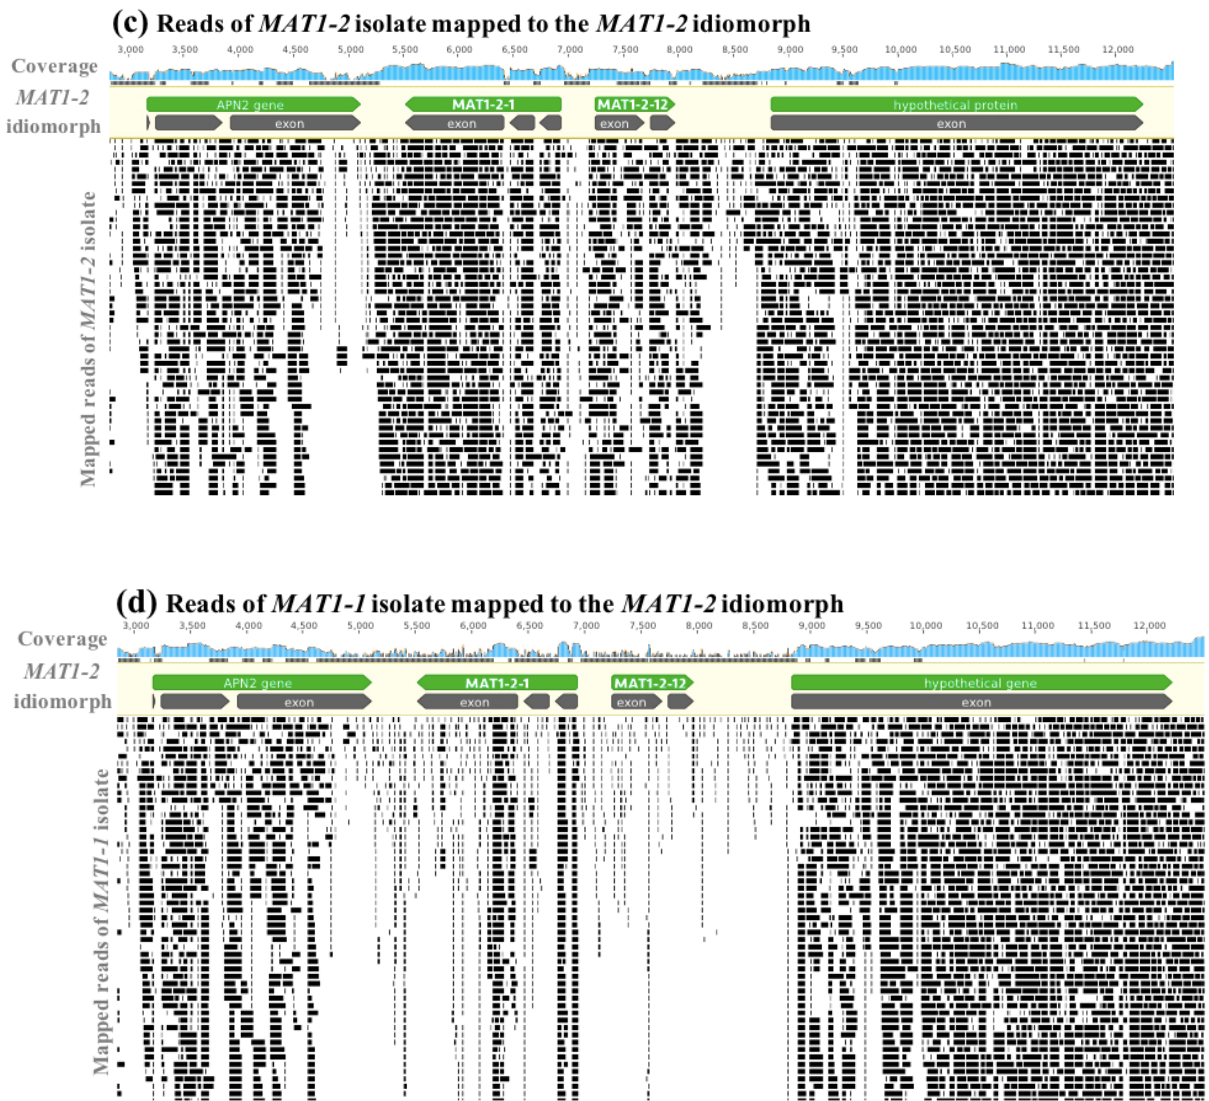 (c) Reads of MAT1-2 isolate mapped to the MAT1-2 idiomorph
3,000 3,500 4,000 4,500 5,000 5,500 6,000 6,500 7,000 7,500 8,000 8,500 9,000 9,500 10,000 10,500 11,000 11,500 12,000
Coverage
MAT1-2
idiomorph
APN2 gene MAT1-2-1 MAT1-2-12 hypothetical protein
exon exon exon exon
Mapped reads of MAT1-2 isolate
(d) Reads of MAT1-1 isolate mapped to the MAT1-2 idiomorph
3,000 3,500 4,000 4,500 5,000 5,500 6,000 6,500 7,000 7,500 8,000 8,500 9,000 9,500 10,000 10,500 11,000 11,500 12,000
Coverage
MAT1-2
idiomorph
APN2 gene MAT1-2-1 MAT1-2-12 hypothetical gene
exon exon exon exon
Mapped reads of MAT1-1 isolate